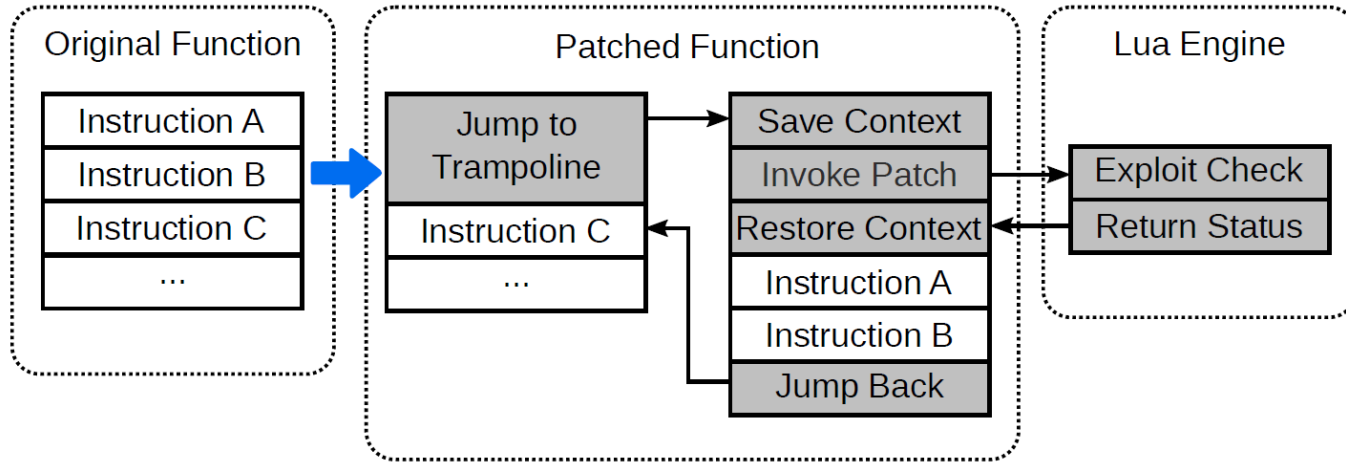 Original Function
Instruction A
Instruction B
Instruction C
...
Patched Function
Jump to
Trampoline
Instruction C
...
Save Context
Invoke Patch
Restore Context
Instruction A
Instruction B
Jump Back
Lua Engine
Exploit Check
Return Status